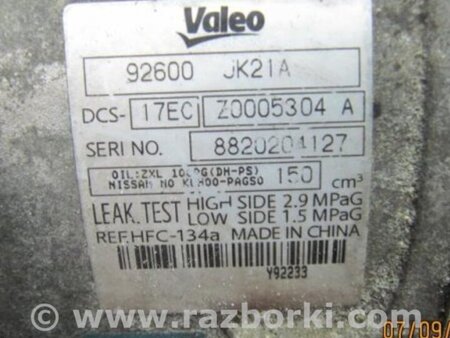 Valeo
92600 JK21A
DCS- 17EC Z0005304 A
SERI NO. 8820204127
OIL:ZXL 100PG(DH-PS)
NISSAN NO KLH00-PAGS0 150 cm³
LEAK.TEST HIGH SIDE 2.9 MPaG
LOW SIDE 1.5 MPaG
REF.HFC-134a MADE IN CHINA
Y92233
www.razborki.com
07/09/